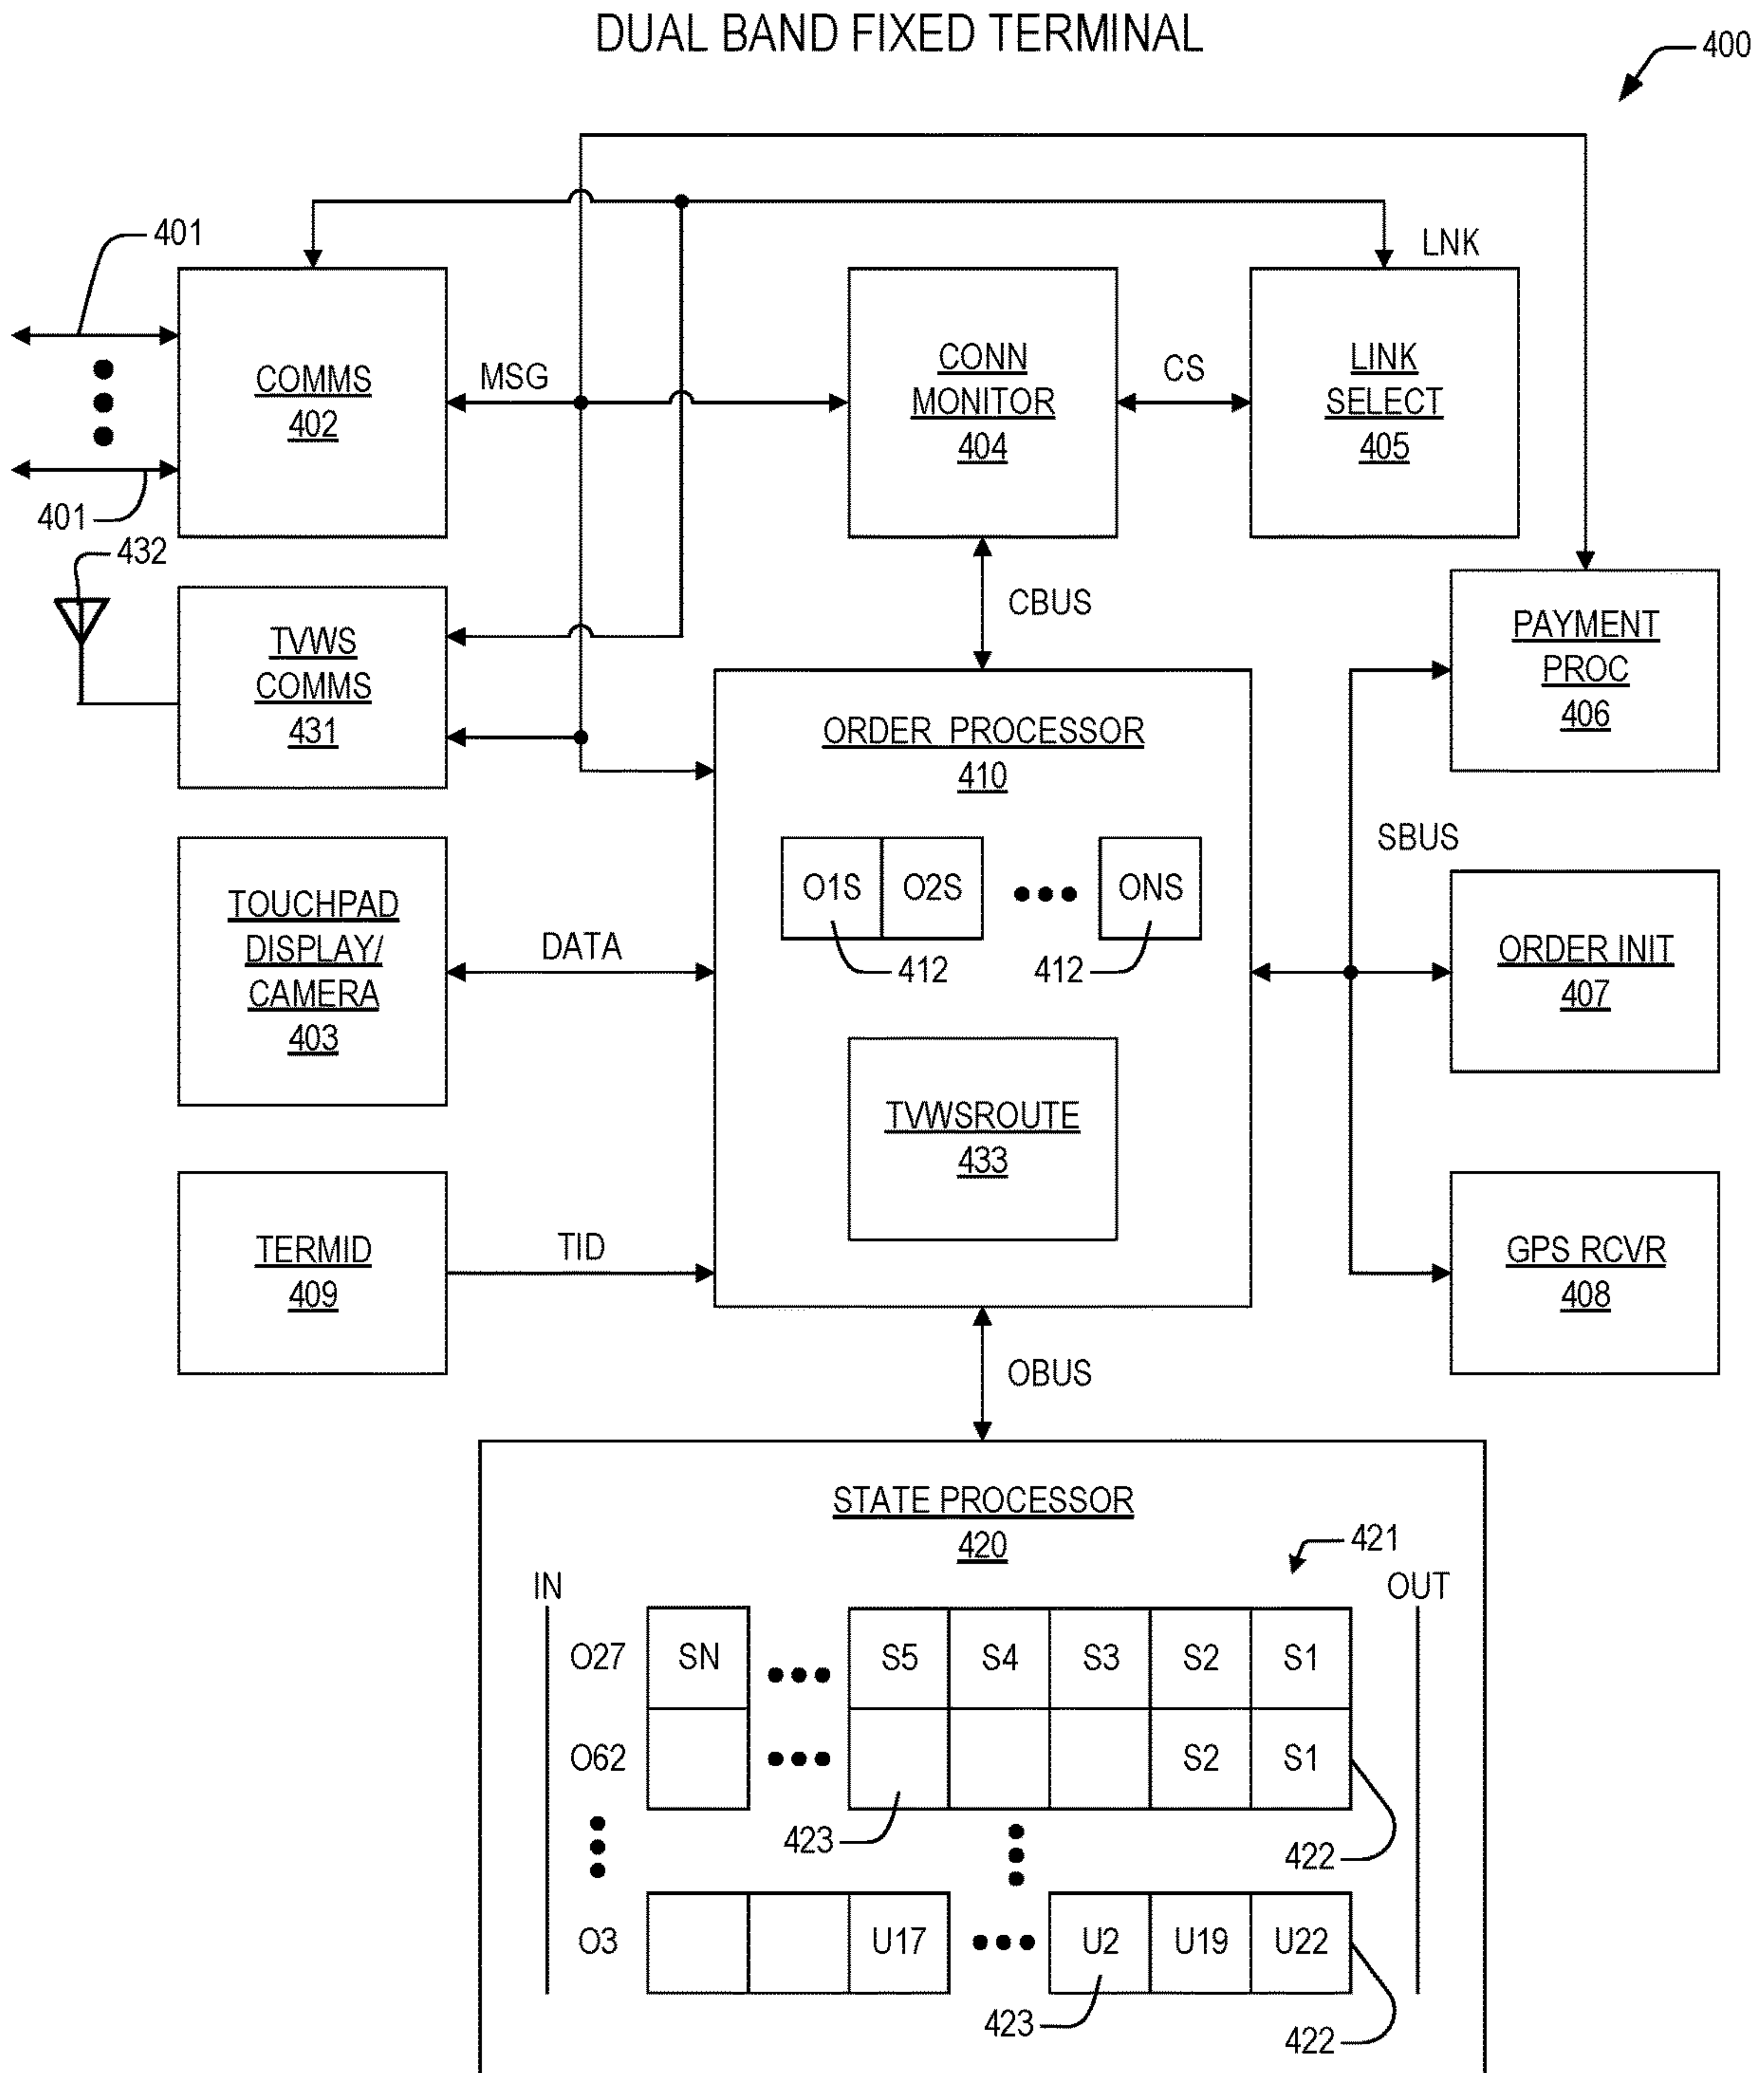 DUAL BAND FIXED TERMINAL
400
401
LNK
COMMS
402
MSG
CONN
MONITOR
404
CS
LINK
SELECT
405
401
432
TVWS
COMMS
431
CBUS
PAYMENT
PROC
406
ORDER PROCESSOR
410
SBUS
O1S O2S ONS
412 412
TOUCHPAD
DISPLAY/
CAMERA
403
DATA
ORDER INIT
407
TVWSROUTE
433
TERMID
409
TID
GPS RCVR
408
OBUS
STATE PROCESSOR
420
421
IN OUT
O27 SN S5 S4 S3 S2 S1
O62 S2 S1
423 422
O3 U17 U2 U19 U22
423 422